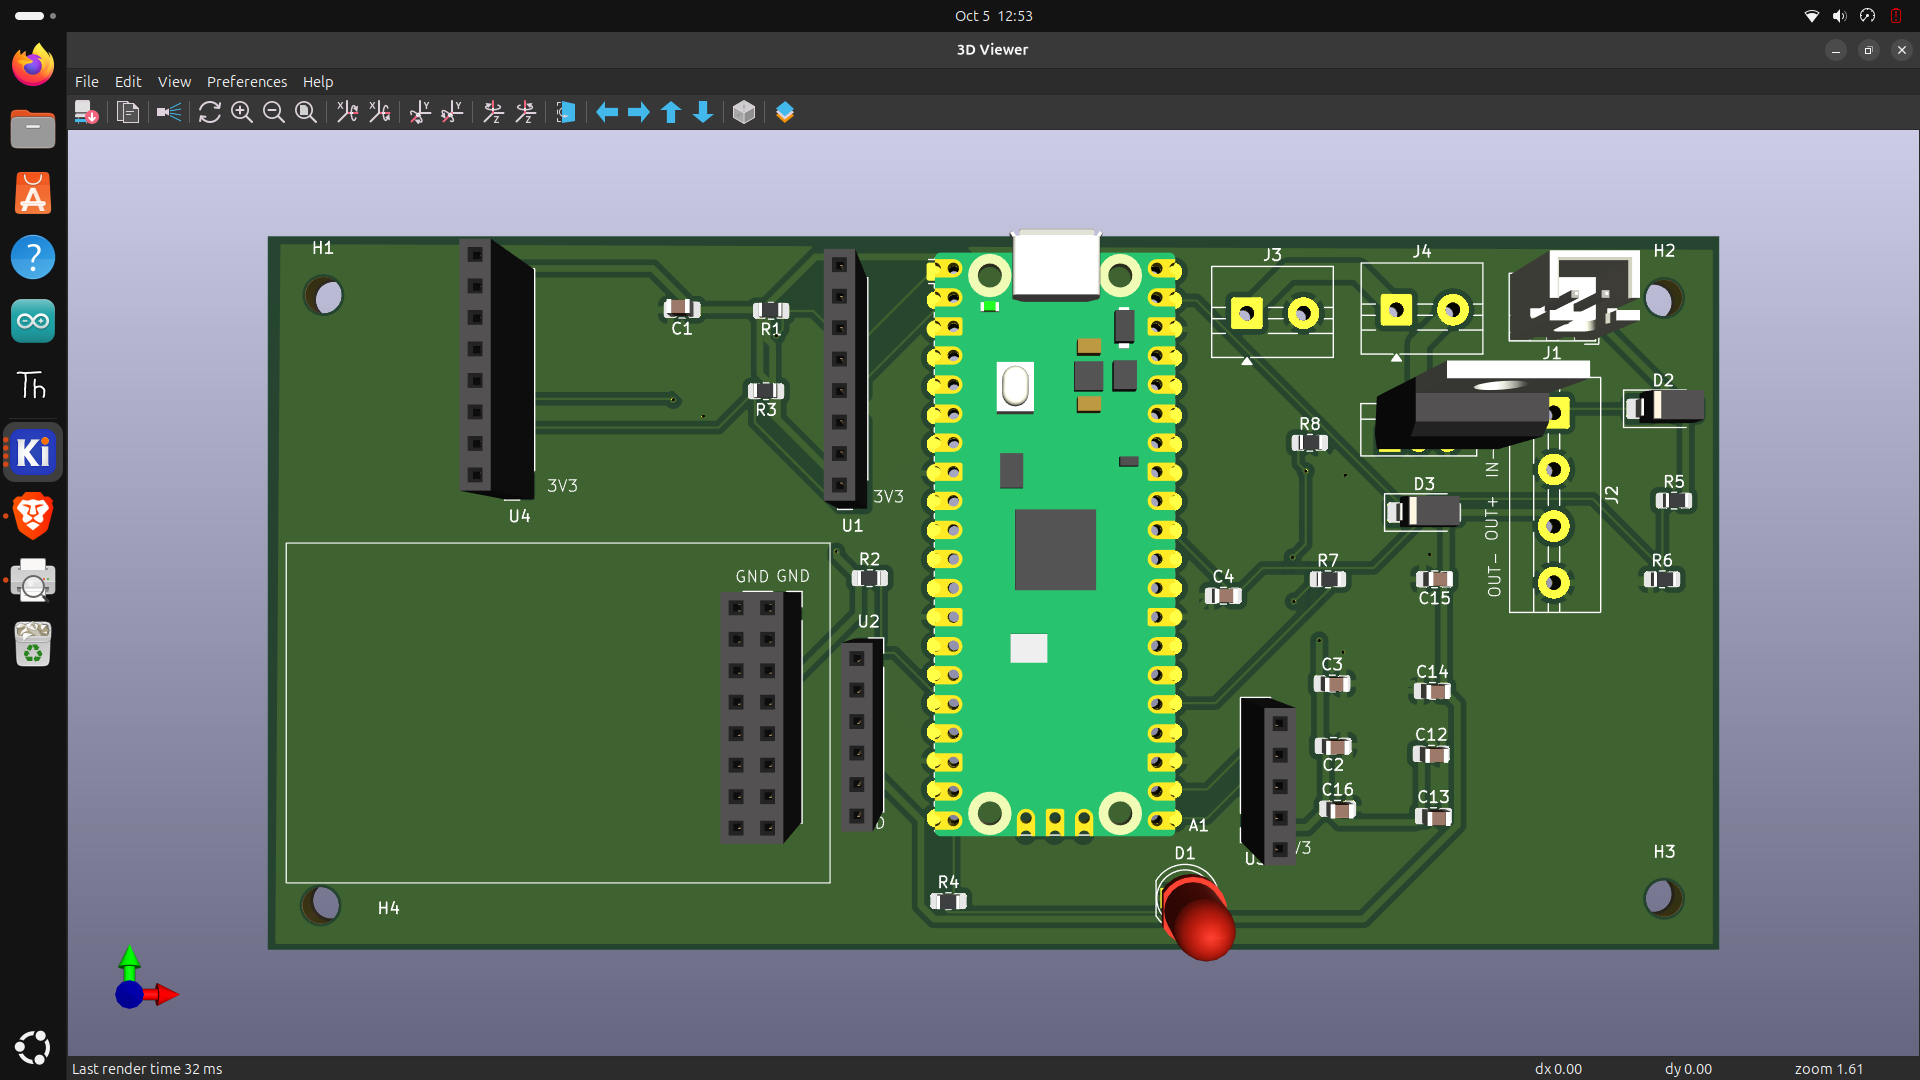 Oct 5 12:53
3D Viewer
File Edit View Preferences Help
H1
J3
J4
H2
C1
R1
J1
D2
R3
R8
IN-
3V3
U4
3V3
U1
D3
OUT+
J2
R5
OUT-
GND GND
R2
U2
C4
R7
C15
R6
C3
C14
C12
C2
C16
C13
A1
D1
H3
R4
H4
Th
Ki
Last render time 32 ms
dx 0.00
dy 0.00
zoom 1.61